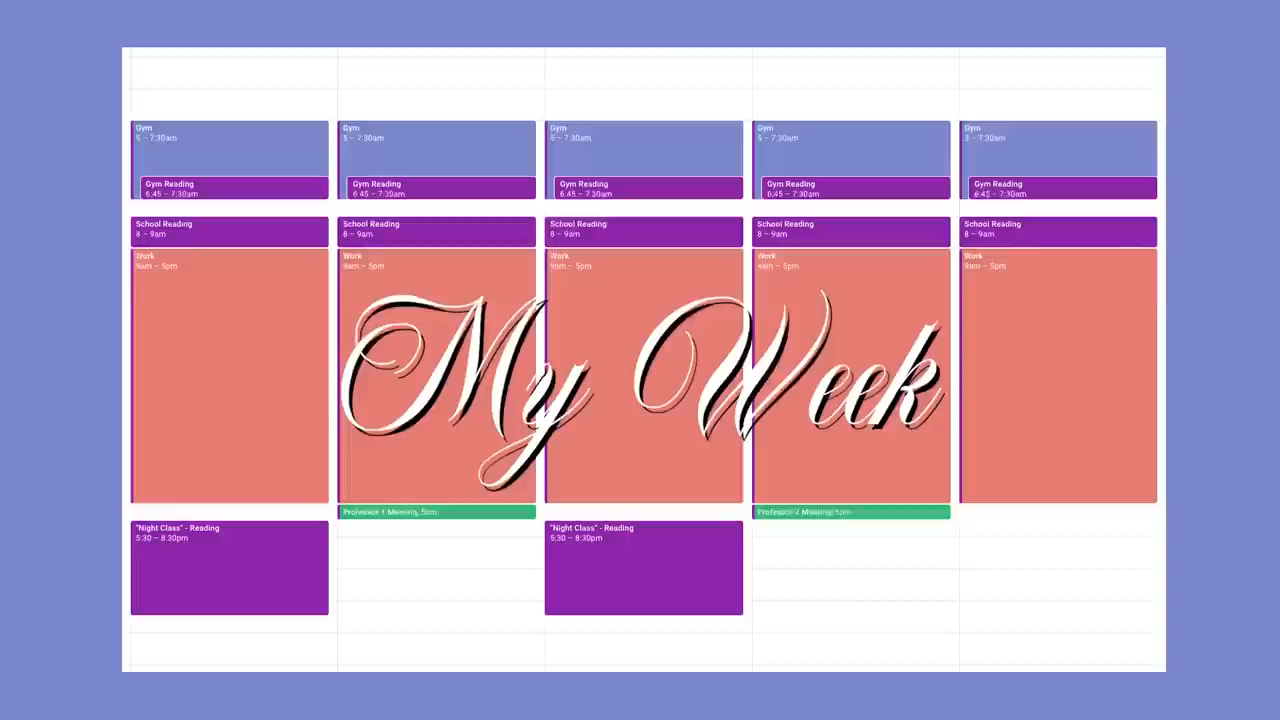 Gym
5 – 7:30am
Gym Reading
6:45 – 7:30am
School Reading
8 – 9am
Work
9am – 5pm
"Night Class" - Reading
5:30 – 8:30pm
Gym
5 – 7:30am
Gym Reading
6:45 – 7:30am
School Reading
8 – 9am
Work
9am – 5pm
Professor 1 Meeting, 5pm
Gym
5 – 7:30am
Gym Reading
6:45 – 7:30am
School Reading
8 – 9am
Work
9am – 5pm
"Night Class" - Reading
5:30 – 8:30pm
Gym
5 – 7:30am
Gym Reading
6:45 – 7:30am
School Reading
8 – 9am
Work
9am – 5pm
Professor 2 Meeting, 5pm
Gym
5 – 7:30am
Gym Reading
6:45 – 7:30am
School Reading
8 – 9am
Work
9am – 5pm
My Week